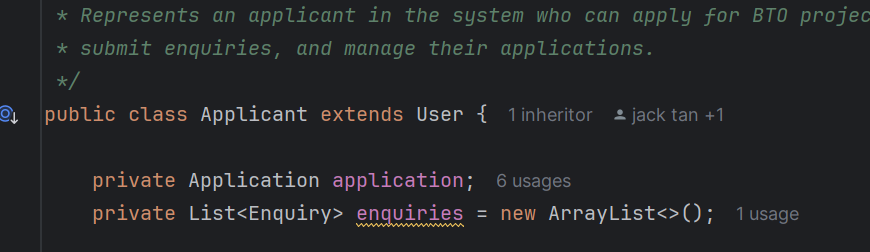 * Represents an applicant in the system who can apply for BTO
* submit enquiries, and manage their applications.
*/
public class Applicant extends User { 1 inheritor jack tan +1
private Application application; 6 usages
private List<Enquiry> enquiries = new ArrayList<>(); 1 usage